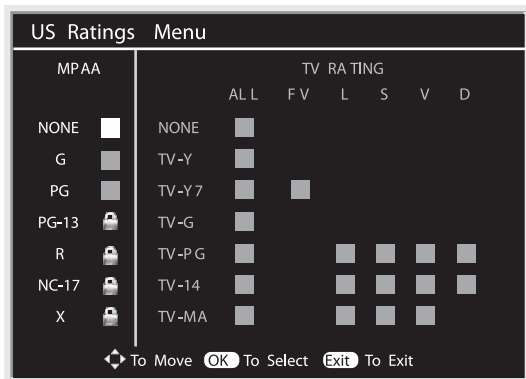 US Ratings Menu
MPAA TV RATING
ALL FV L S V D
NONE NONE
G TV-Y
PG TV-Y7
PG-13 TV-G
R TV-PG
NC-17 TV-14
X TV-MA
To Move OK To Select Exit To Exit